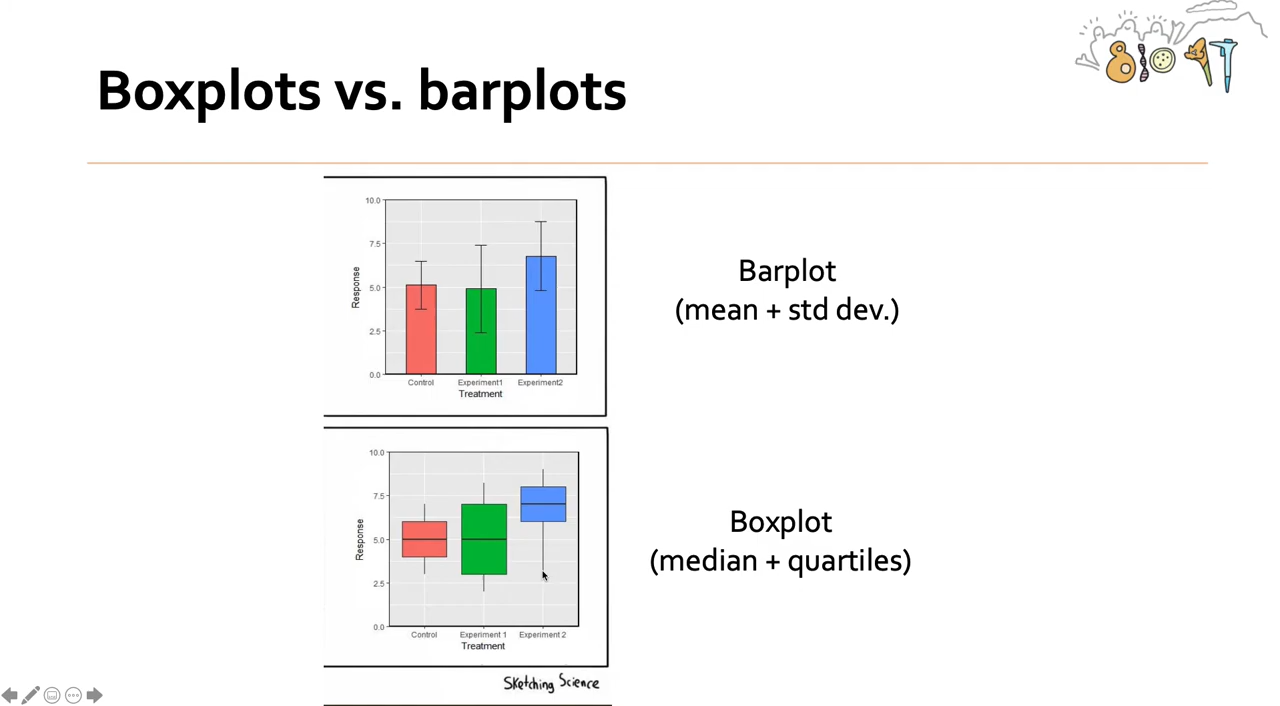 Boxplots vs. barplots
BIO AT
10.0
7.5
5.0
2.5
0.0
Response
Control Experiment1 Experiment2
Treatment
Barplot
(mean + std dev.)
10.0
7.5
5.0
2.5
0.0
Response
Control Experiment 1 Experiment 2
Treatment
Boxplot
(median + quartiles)
Sketching Science